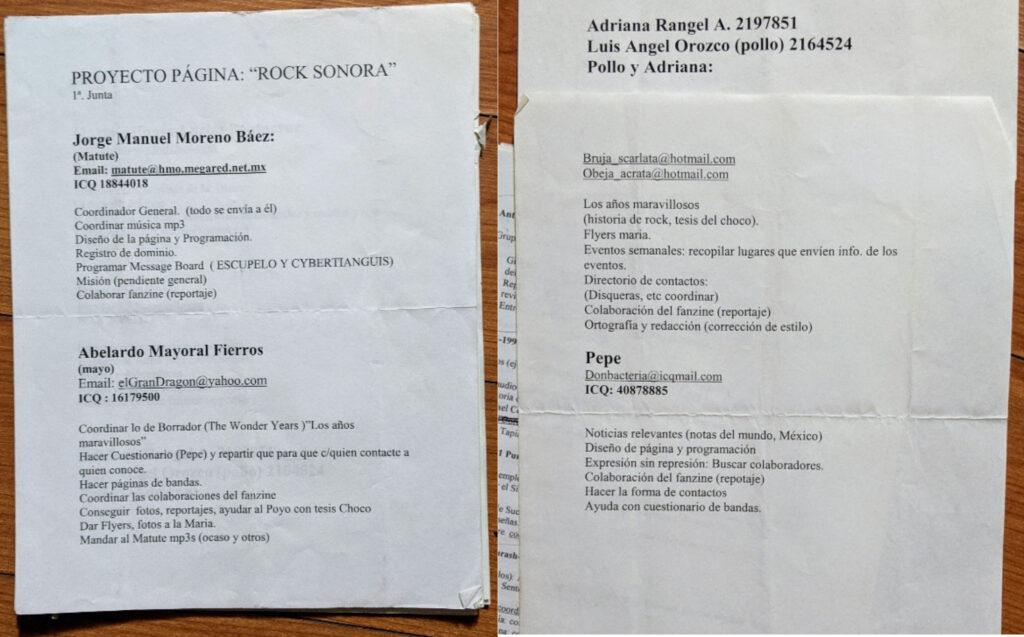 PROYECTO PÁGINA: “ROCK SONORA”
1ª. Junta
Jorge Manuel Moreno Báez:
(Matute)
Email: matute@hmo.megared.net.mx
ICQ 18844018
Coordinador General. (todo se envía a él)
Coordinar música mp3
Diseño de la página y Programación.
Registro de dominio.
Programar Message Board ( ESCUPELO Y CYBERTIANGUIS)
Misión (pendiente general)
Colaborar fanzine (reportaje)
Abelardo Mayoral Fierros
(mayo)
Email: elGranDragon@yahoo.com
ICQ : 16179500
Coordinar lo de Borrador (The Wonder Years )”Los años
maravillosos”
Hacer Cuestionario (Pepe) y repartir que para que c/quien contacte a
quien conoce.
Hacer páginas de bandas.
Coordinar las colaboraciones del fanzine
Conseguir fotos, reportajes, ayudar al Poyo con tesis Choco
Dar Flyers, fotos a la Maria.
Mandar al Matute mp3s (ocaso y otros)
Adriana Rangel A. 2197851
Luis Angel Orozco (pollo) 2164524
Pollo y Adriana:
Bruja_scarlata@hotmail.com
Obeja_acrata@hotmail.com
Los años maravillosos
(historia de rock, tesis del choco).
Flyers maria.
Eventos semanales: recopilar lugares que envíen info. de los
eventos.
Directorio de contactos:
(Disqueras, etc coordinar)
Colaboración del fanzine (reportaje)
Ortografía y redacción (corrección de estilo)
Pepe
Donbacteria@icqmail.com
ICQ: 40878885
Noticias relevantes (notas del mundo, México)
Diseño de página y programación
Expresión sin represión: Buscar colaboradores.
Colaboración del fanzine (repotaje)
Hacer la forma de contactos
Ayuda con cuestionario de bandas.